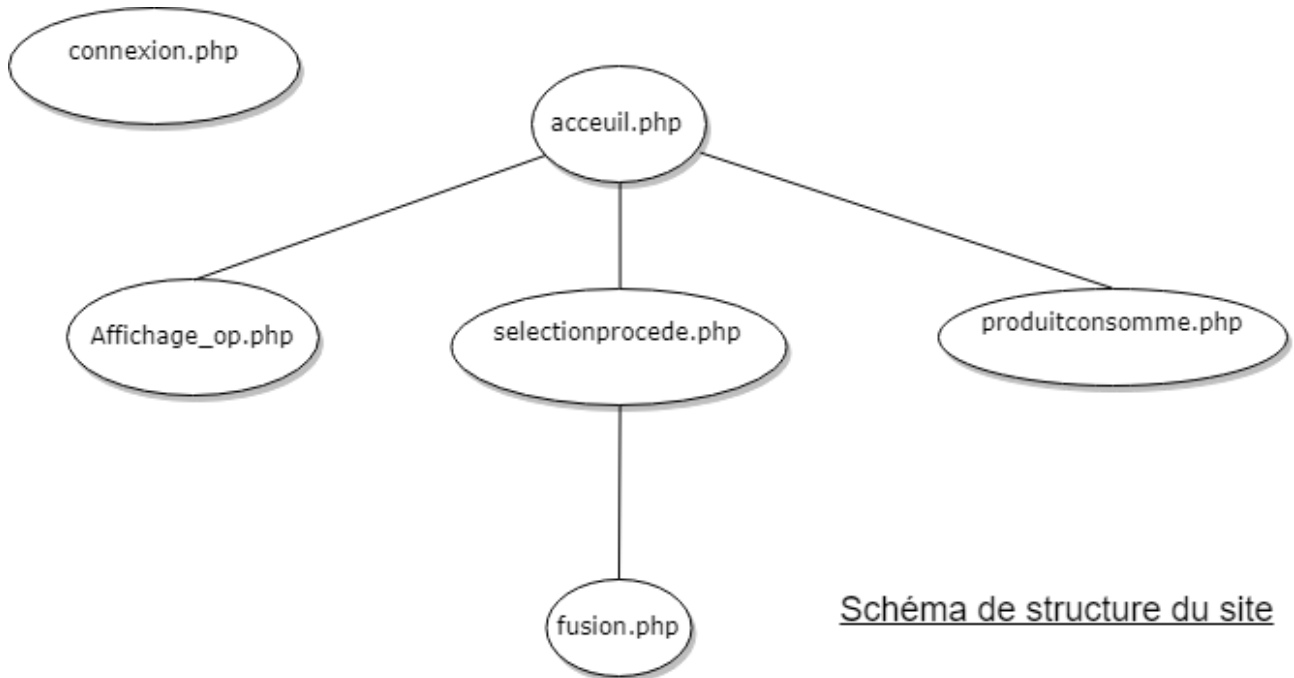 connexion.php
acceuil.php
Affichage_op.php
selectionprocede.php
produitconsomme.php
fusion.php
Schéma de structure du site